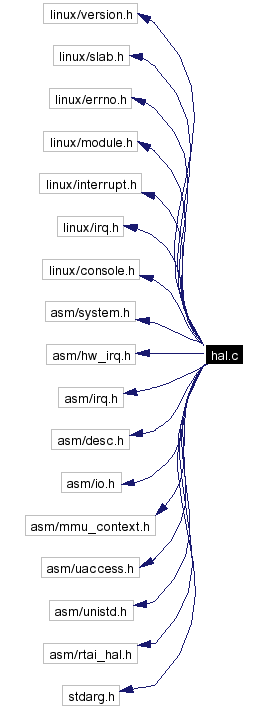 linux/version.h
linux/slab.h
linux/errno.h
linux/module.h
linux/interrupt.h
linux/irq.h
linux/console.h
asm/system.h
asm/hw_irq.h
hal.c
asm/irq.h
asm/desc.h
asm/io.h
asm/mmu_context.h
asm/uaccess.h
asm/unistd.h
asm/rtai_hal.h
stdarg.h